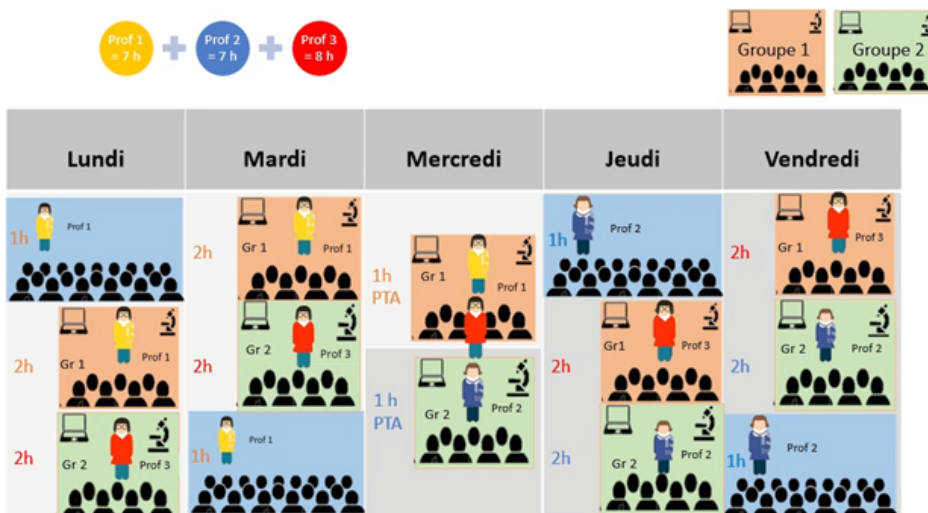 Prof 1
= 7 h
Prof 2
= 7 h
Prof 3
= 8 h
Groupe 1
Groupe 2
Lundi
Mardi
Mercredi
Jeudi
Vendredi
1h
Prof 1
2h
Gr 1
Prof 1
2h
Gr 2
Prof 3
2h
Gr 1
Prof 1
2h
Gr 2
Prof 3
1h
Prof 1
1h
PTA
Gr 1
Prof 1
1 h
PTA
Gr 2
Prof 2
1h
Prof 2
2h
Gr1
Prof 3
2h
Gr 2
Prof 2
2h
Gr 1
Prof 3
2h
Gr 2
Prof 2
1h
Prof 2